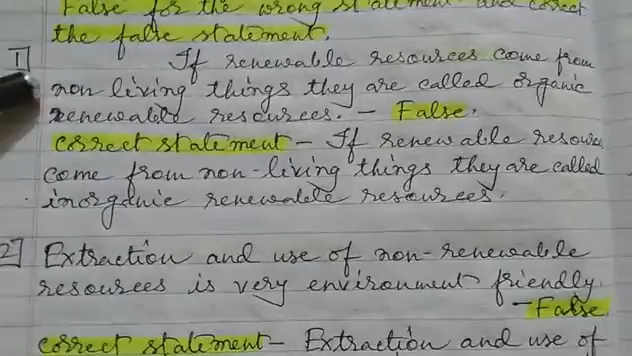 False for the wrong statement and correct
the false statement.
1] If renewable resources come from
non living things they are called organic
renewable resources. - False.
correct statement - If renewable resour
come from non-living things they are called
inorganic renewable resources.
2] Extraction and use of non-renewable
resources is very environment friendly.
- False
correct statement - Extraction and use of